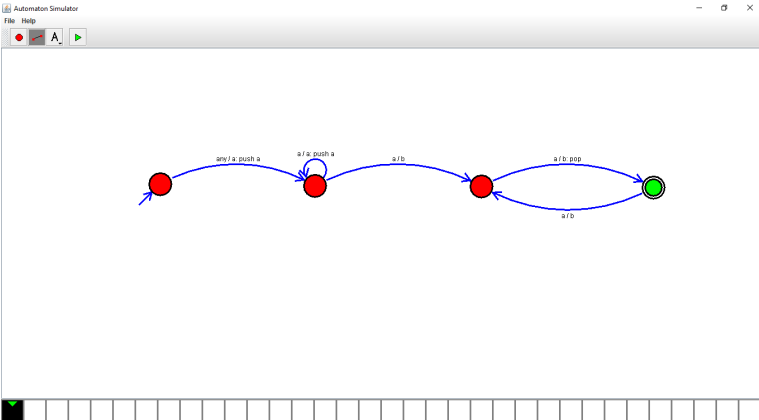 Automaton Simulator
File Help
A
any / a: push a
a / a: push a
a / b
a / b: pop
a / b